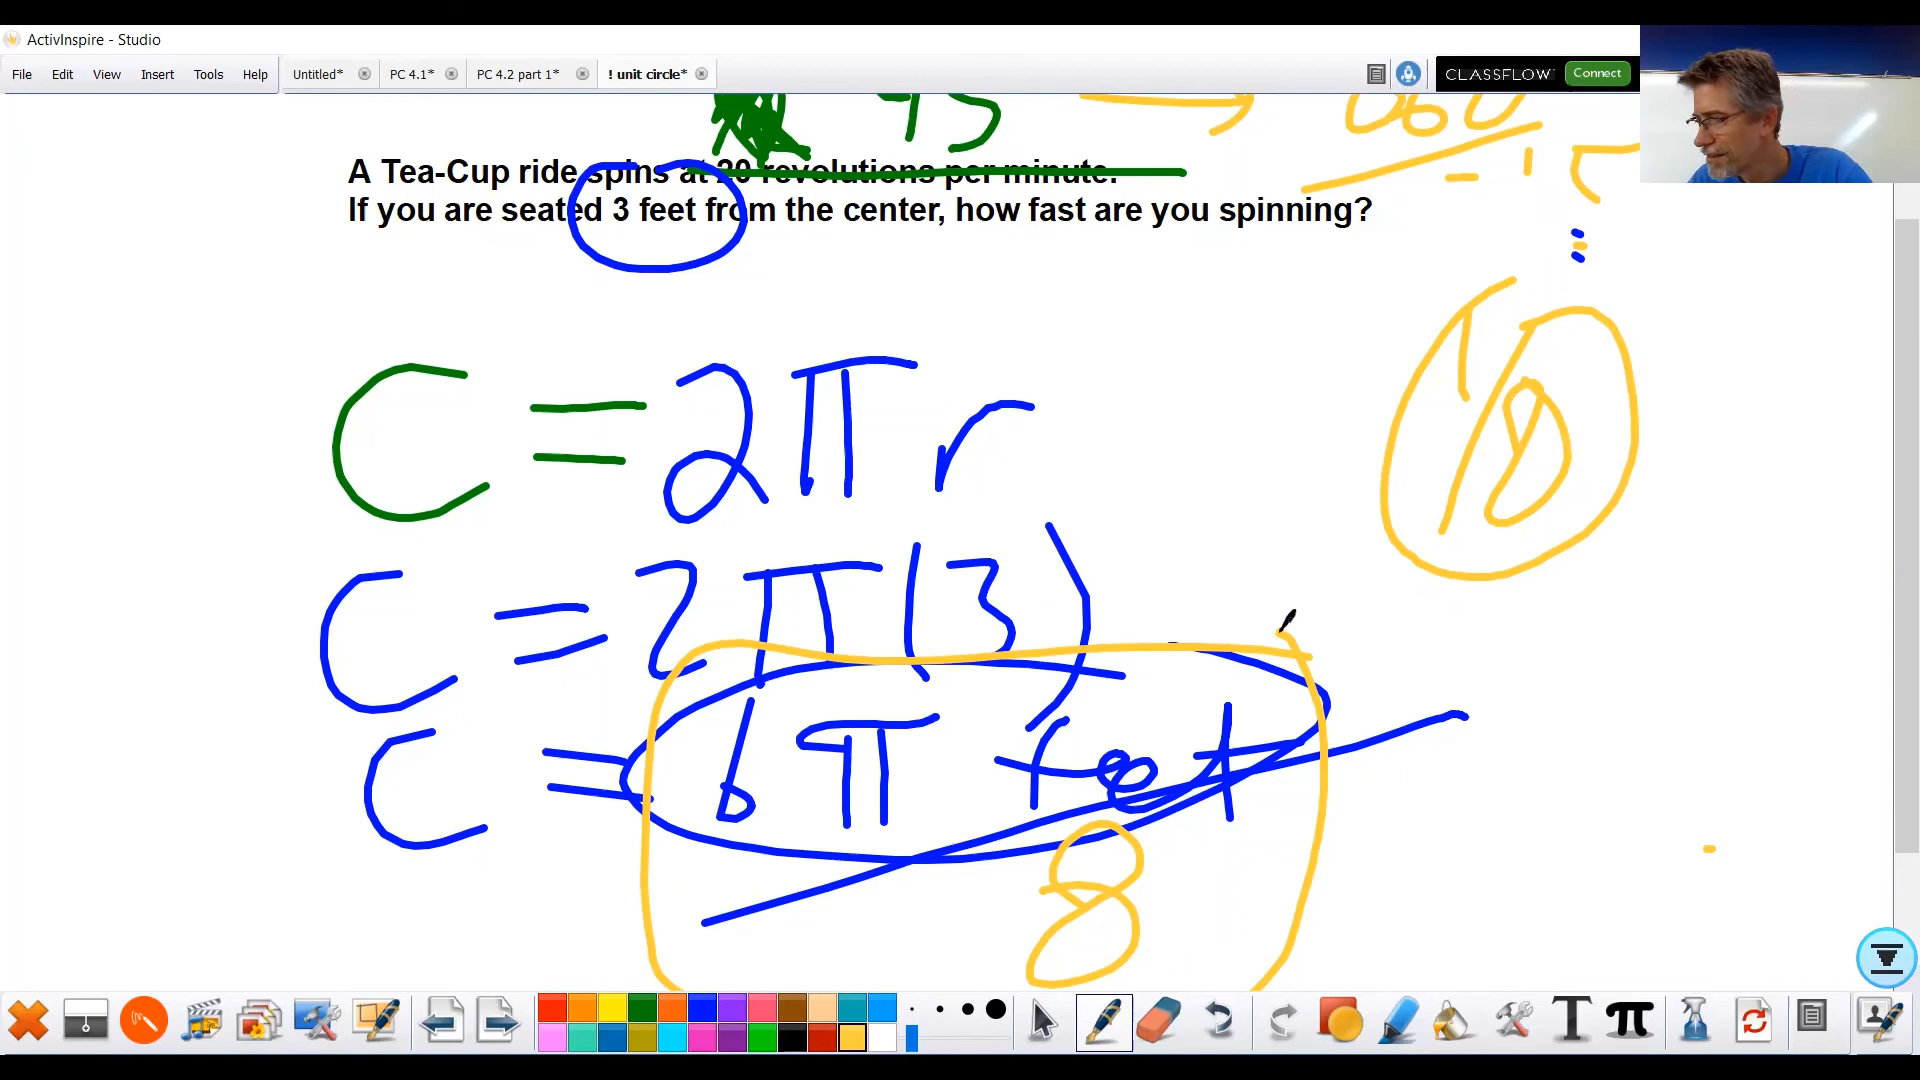 ActivInspire - Studio
File Edit View Insert Tools Help Untitled* PC 4.1* PC 4.2 part 1* ! unit circle* CLASSFLOW Connect
A Tea-Cup ride spins at 20 revolutions per minute.
If you are seated 3 feet from the center, how fast are you spinning?
C = 2πr
C = 2π(3)
C = 6π feet
8
T π